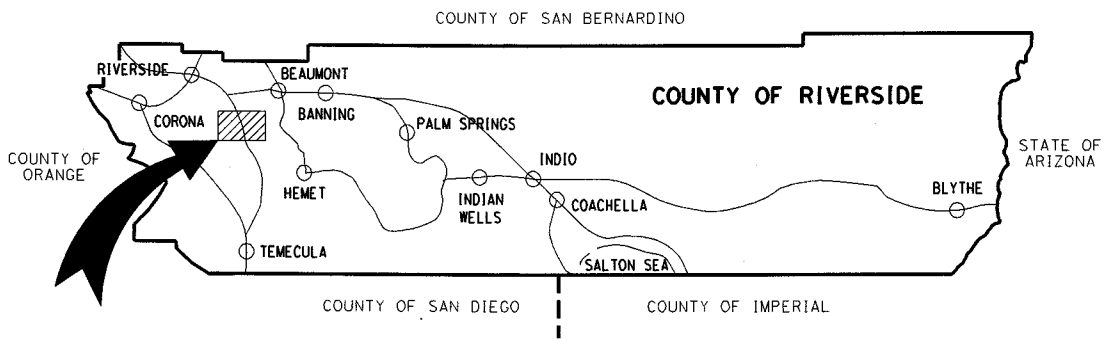 COUNTY OF SAN BERNARDINO
RIVERSIDE
BEAUMONT
COUNTY OF RIVERSIDE
CORONA
BANNING
PALM SPRINGS
STATE OF
ARIZONA
COUNTY OF
ORANGE
INDIO
HEMET
INDIAN
WELLS
COACHELLA
BLYTHE
TEMECULA
SALTON SEA
COUNTY OF SAN DIEGO
COUNTY OF IMPERIAL